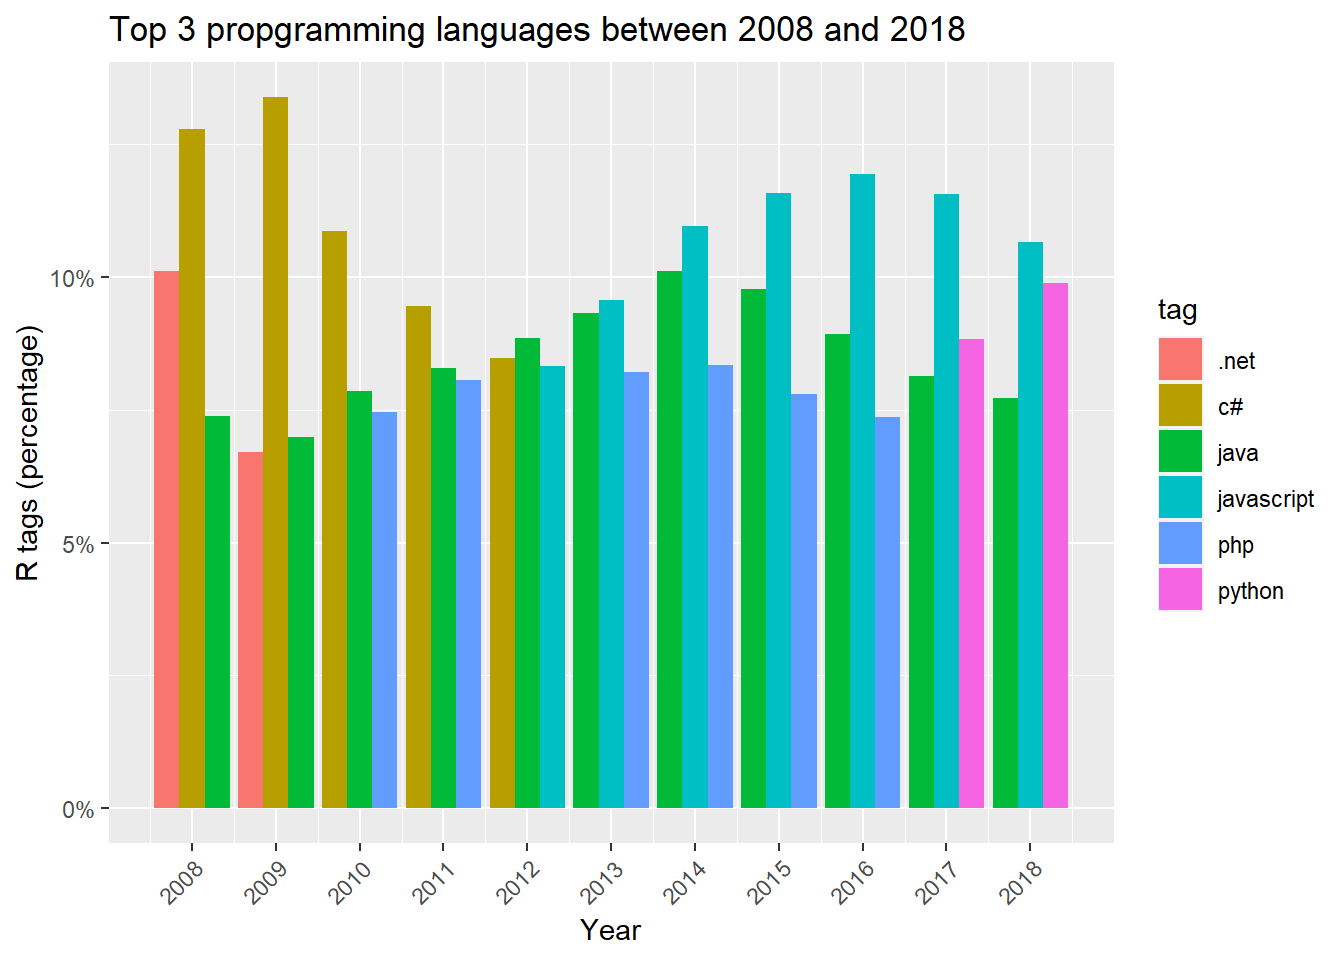 Top 3 propgramming languages between 2008 and 2018
R tags (percentage)
10%
5%
0%
2008 2009 2010 2011 2012 2013 2014 2015 2016 2017 2018
Year
tag
.net
c#
java
javascript
php
python